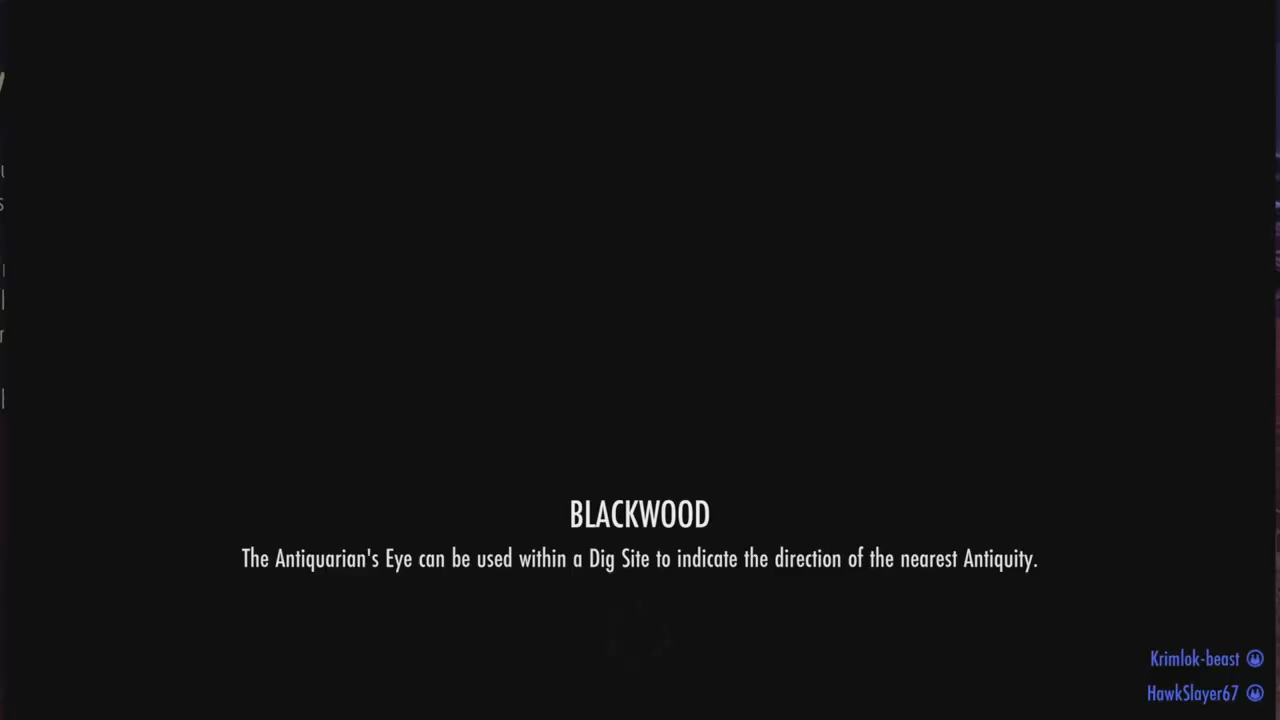 BLACKWOOD
The Antiquarian's Eye can be used within a Dig Site to indicate the direction of the nearest Antiquity.
Krimlok-beast
HawkSlayer67